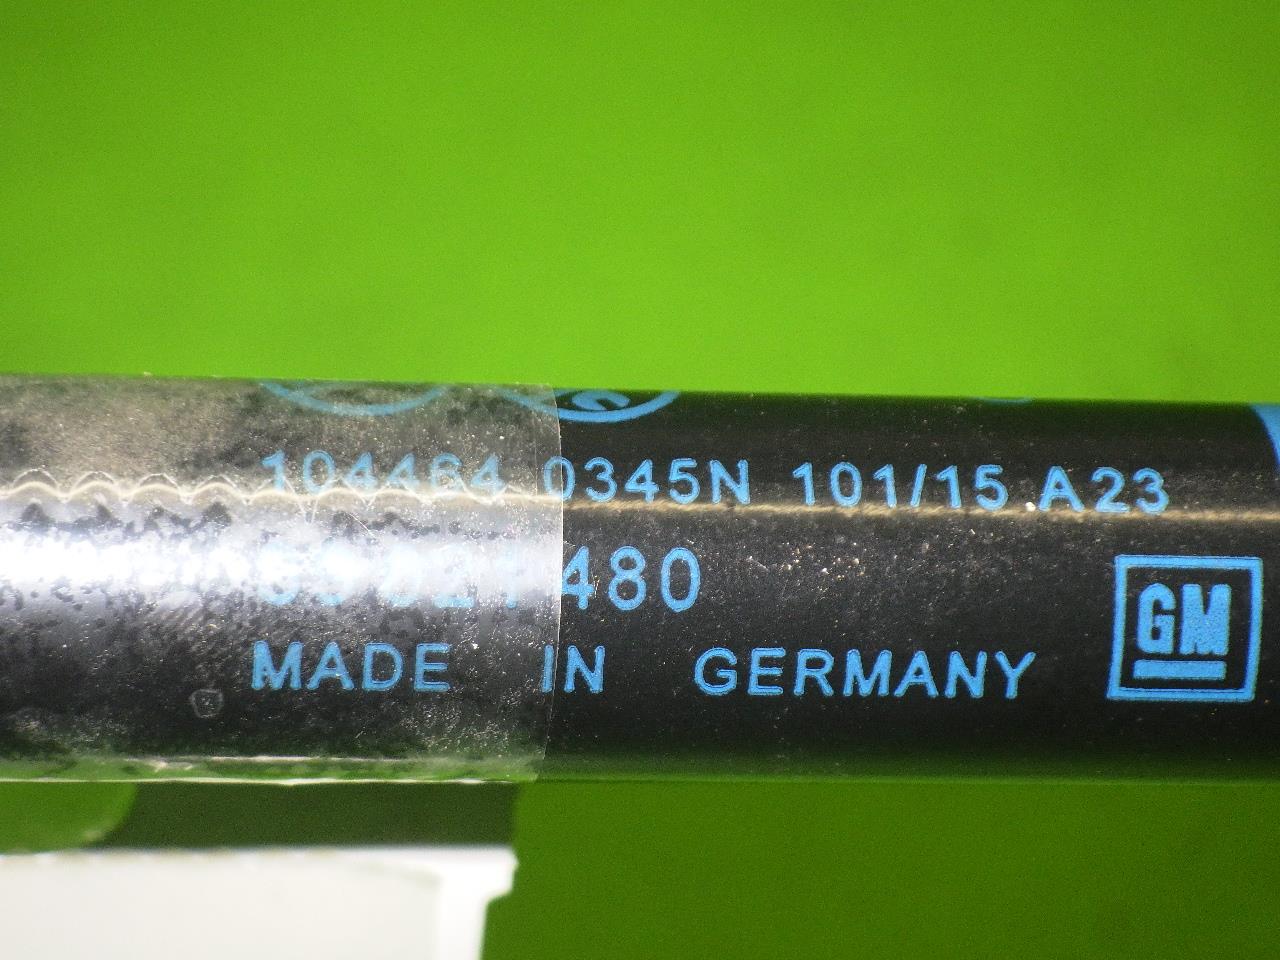 104464 0345N 101/15 A23
480
MADE IN GERMANY
GM